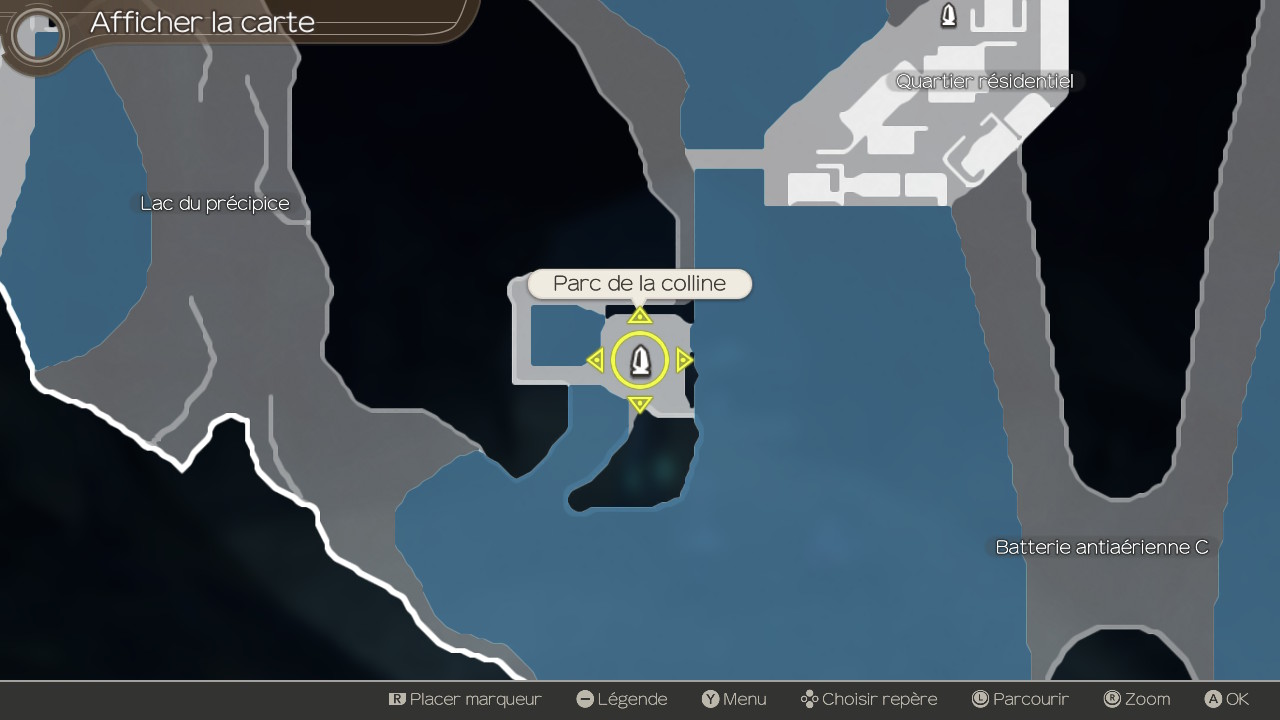 Afficher la carte
Quartier résidentiel
Lac du précipice
Parc de la colline
Batterie antiaérienne C
R Placer marqueur
Légende
Y Menu
Choisir repère
L Parcourir
R Zoom
A OK